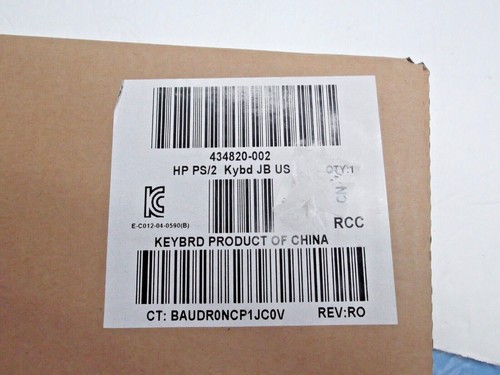 434820-002
HP PS/2 Kybd JB US QTY:1
CN
RCC
E-C012-04-0590(B)
KEYBRD PRODUCT OF CHINA
CT: BAUDR0NCP1JC0V REV:RO